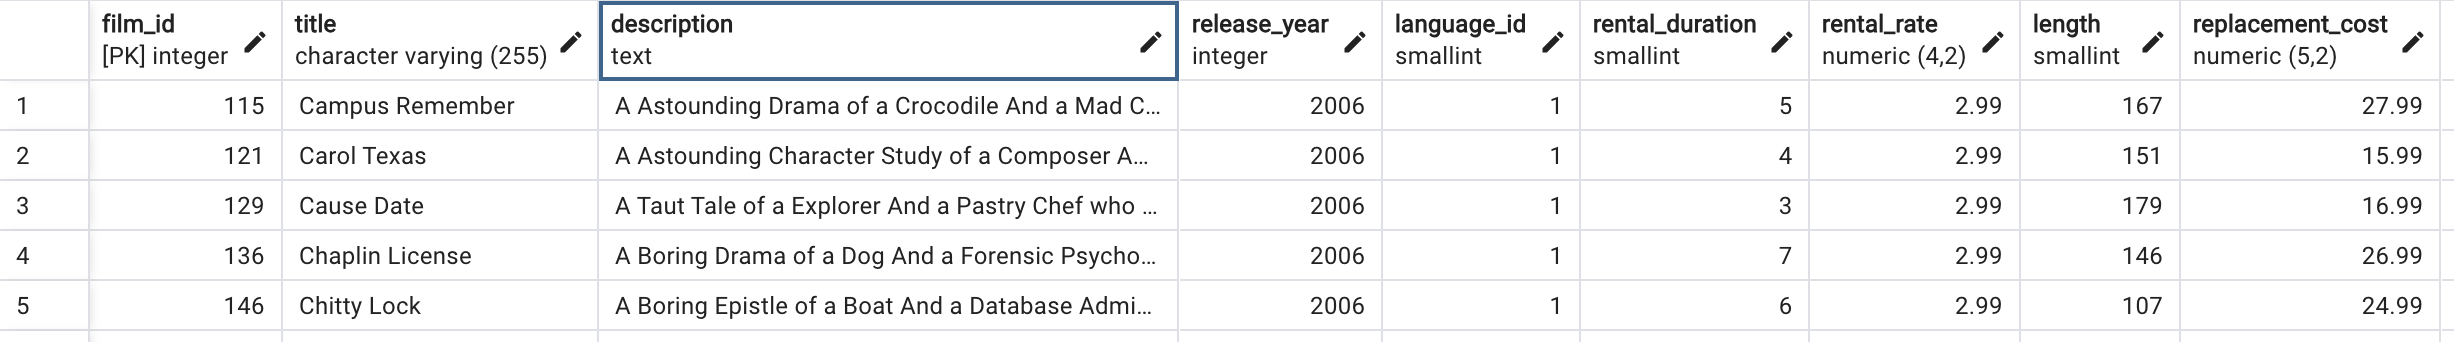 film_id title description release_year language_id rental_duration rental_rate length replacement_cost
[PK] integer character varying (255) text integer smallint smallint numeric (4,2) smallint numeric (5,2)
1 115 Campus Remember A Astounding Drama of a Crocodile And a Mad C... 2006 1 5 2.99 167 27.99
2 121 Carol Texas A Astounding Character Study of a Composer A... 2006 1 4 2.99 151 15.99
3 129 Cause Date A Taut Tale of a Explorer And a Pastry Chef who ... 2006 1 3 2.99 179 16.99
4 136 Chaplin License A Boring Drama of a Dog And a Forensic Psycho... 2006 1 7 2.99 146 26.99
5 146 Chitty Lock A Boring Epistle of a Boat And a Database Admi... 2006 1 6 2.99 107 24.99